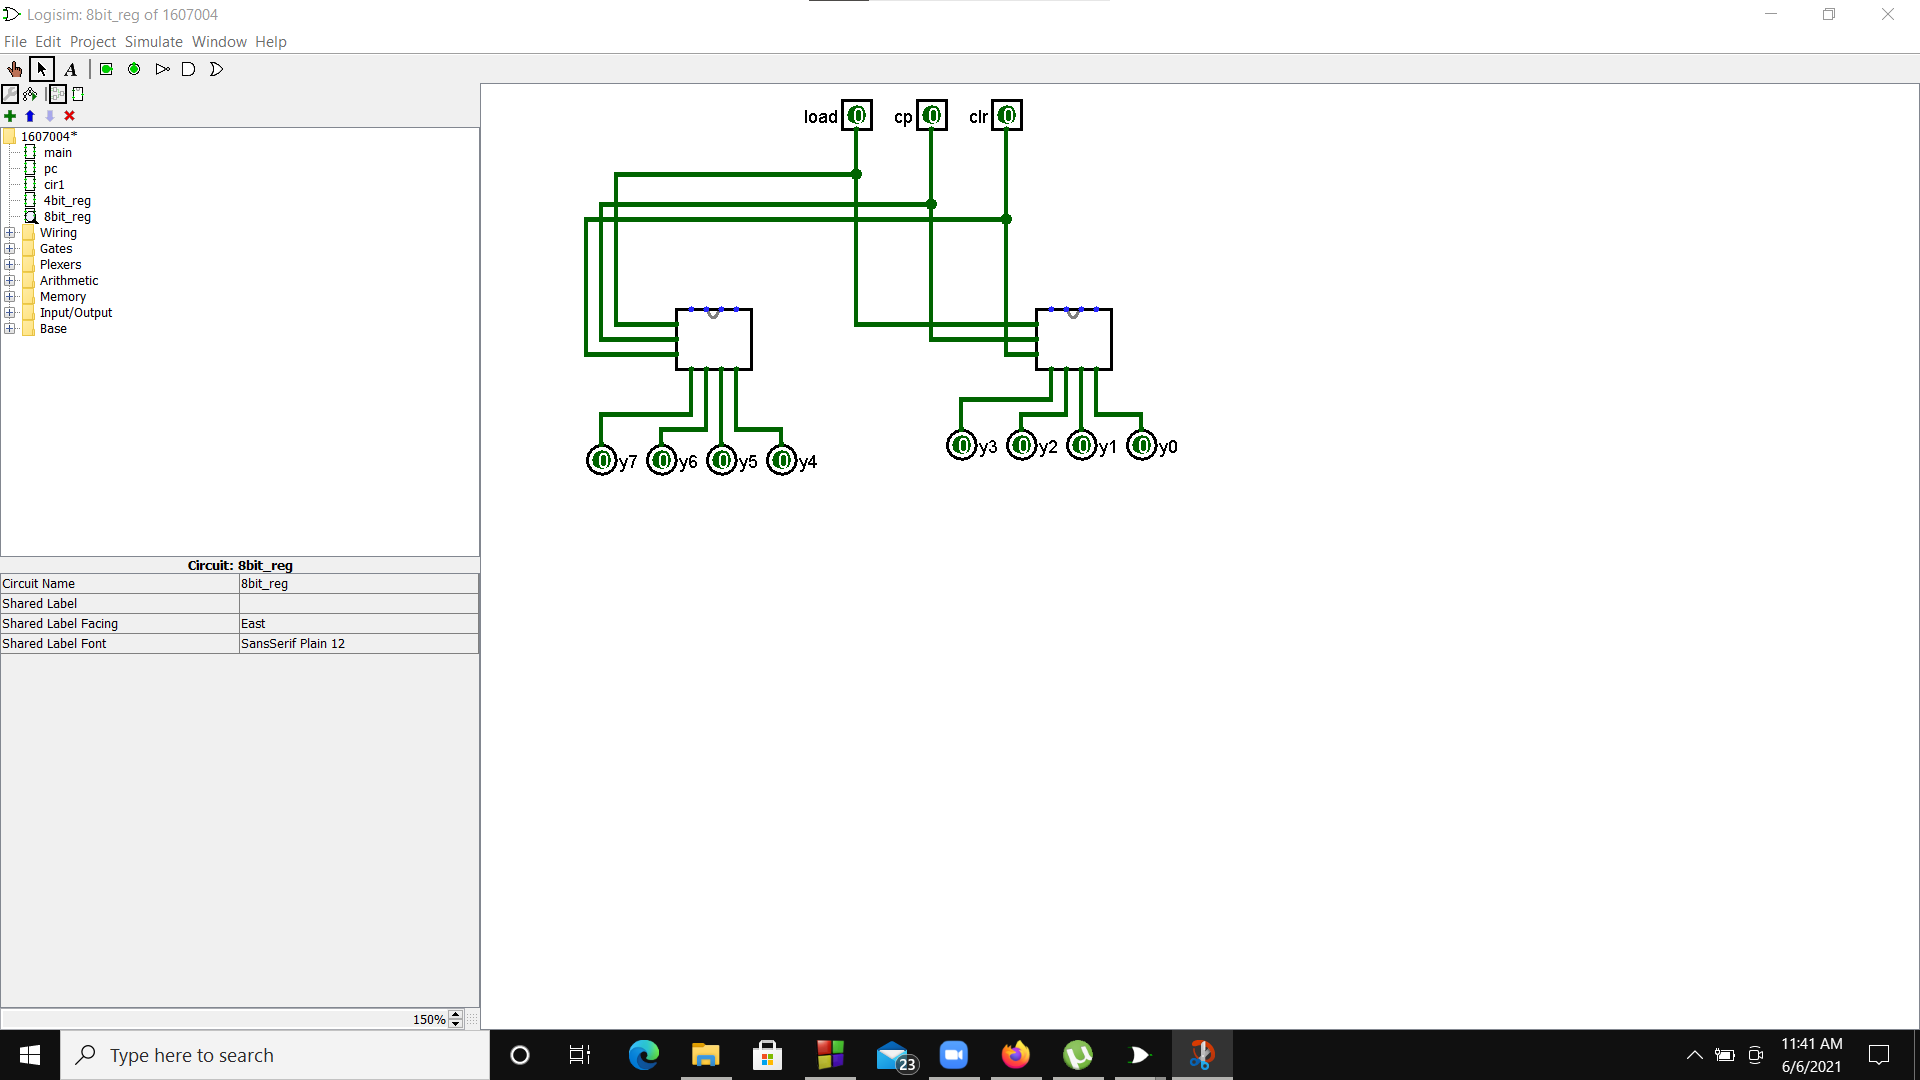 Logisim: 8bit_reg of 1607004
File Edit Project Simulate Window Help
A
1607004*
main
pc
cir1
4bit_reg
8bit_reg
Wiring
Gates
Plexers
Arithmetic
Memory
Input/Output
Base
load 0 cp 0 clr 0
0 y3 0 y2 0 y1 0 y0
0 y7 0 y6 0 y5 0 y4
Circuit: 8bit_reg
Circuit Name 8bit_reg
Shared Label
Shared Label Facing East
Shared Label Font SansSerif Plain 12
150%
Type here to search
23
11:41 AM
6/6/2021